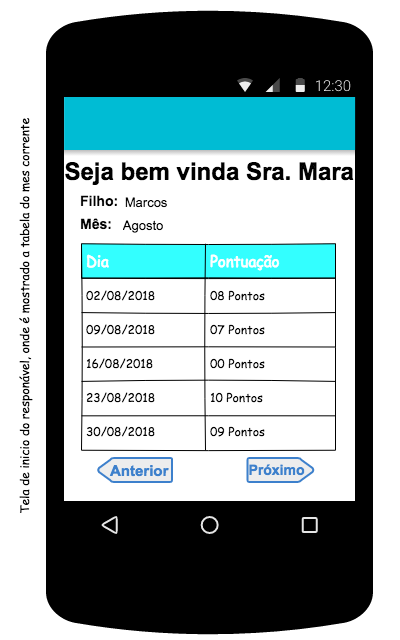 12:30
Seja bem vinda Sra. Mara
Filho: Marcos
Mês: Agosto
Dia Pontuação
02/08/2018 08 Pontos
09/08/2018 07 Pontos
16/08/2018 00 Pontos
23/08/2018 10 Pontos
30/08/2018 09 Pontos
Anterior Próximo
Tela de inicio do responável, onde é mostrado a tabela do mes corrente